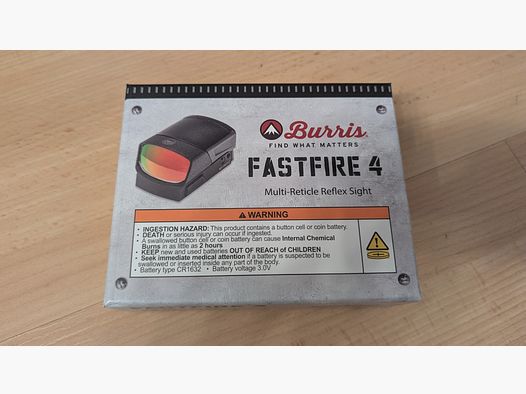 Burris
FIND WHAT MATTERS
FASTFIRE 4
Multi-Reticle Reflex Sight
WARNING
• INGESTION HAZARD: This product contains a button cell or coin battery.
DEATH or serious injury can occur if ingested.
• A swallowed button cell or coin battery can cause Internal Chemical
Burns in as little as 2 hours
• KEEP new and used batteries OUT OF REACH of CHILDREN
• Seek immediate medical attention if a battery is suspected to be
swallowed or inserted inside any part of the body.
• Battery type CR1632 • Battery voltage 3.0V